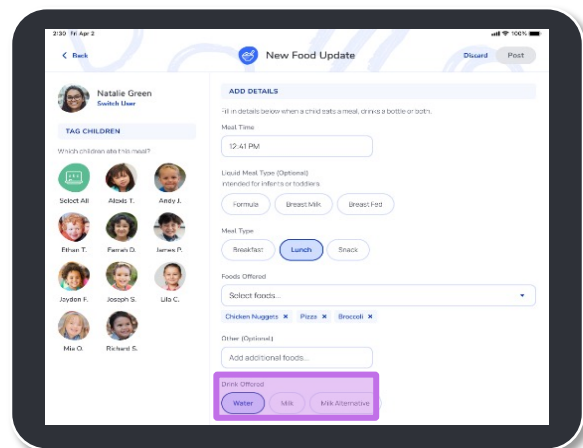 2:30 Fri Apr 2
100%
Back
New Food Update
Discard
Post
Natalie Green
Switch User
TAG CHILDREN
Which children ate this meal?
Select All
Alexis T.
Andy J.
Ethan T.
Farrah D.
James P.
Jaydon F.
Joseph S.
Lila C.
Mia O.
Richard S.
ADD DETAILS
Fill in details below when a child eats a meal, drinks a bottle or both.
Meal Time
12:41 PM
Liquid Meal Type (Optional)
Intended for infants or toddlers
Formula
Breast Milk
Breast Fed
Meal Type
Breakfast
Lunch
Snack
Foods Offered
Select foods...
Chicken Nuggets ×
Pizza ×
Broccoli ×
Other (Optional)
Add additional foods...
Drink Offered
Water
Milk
Milk Alternative